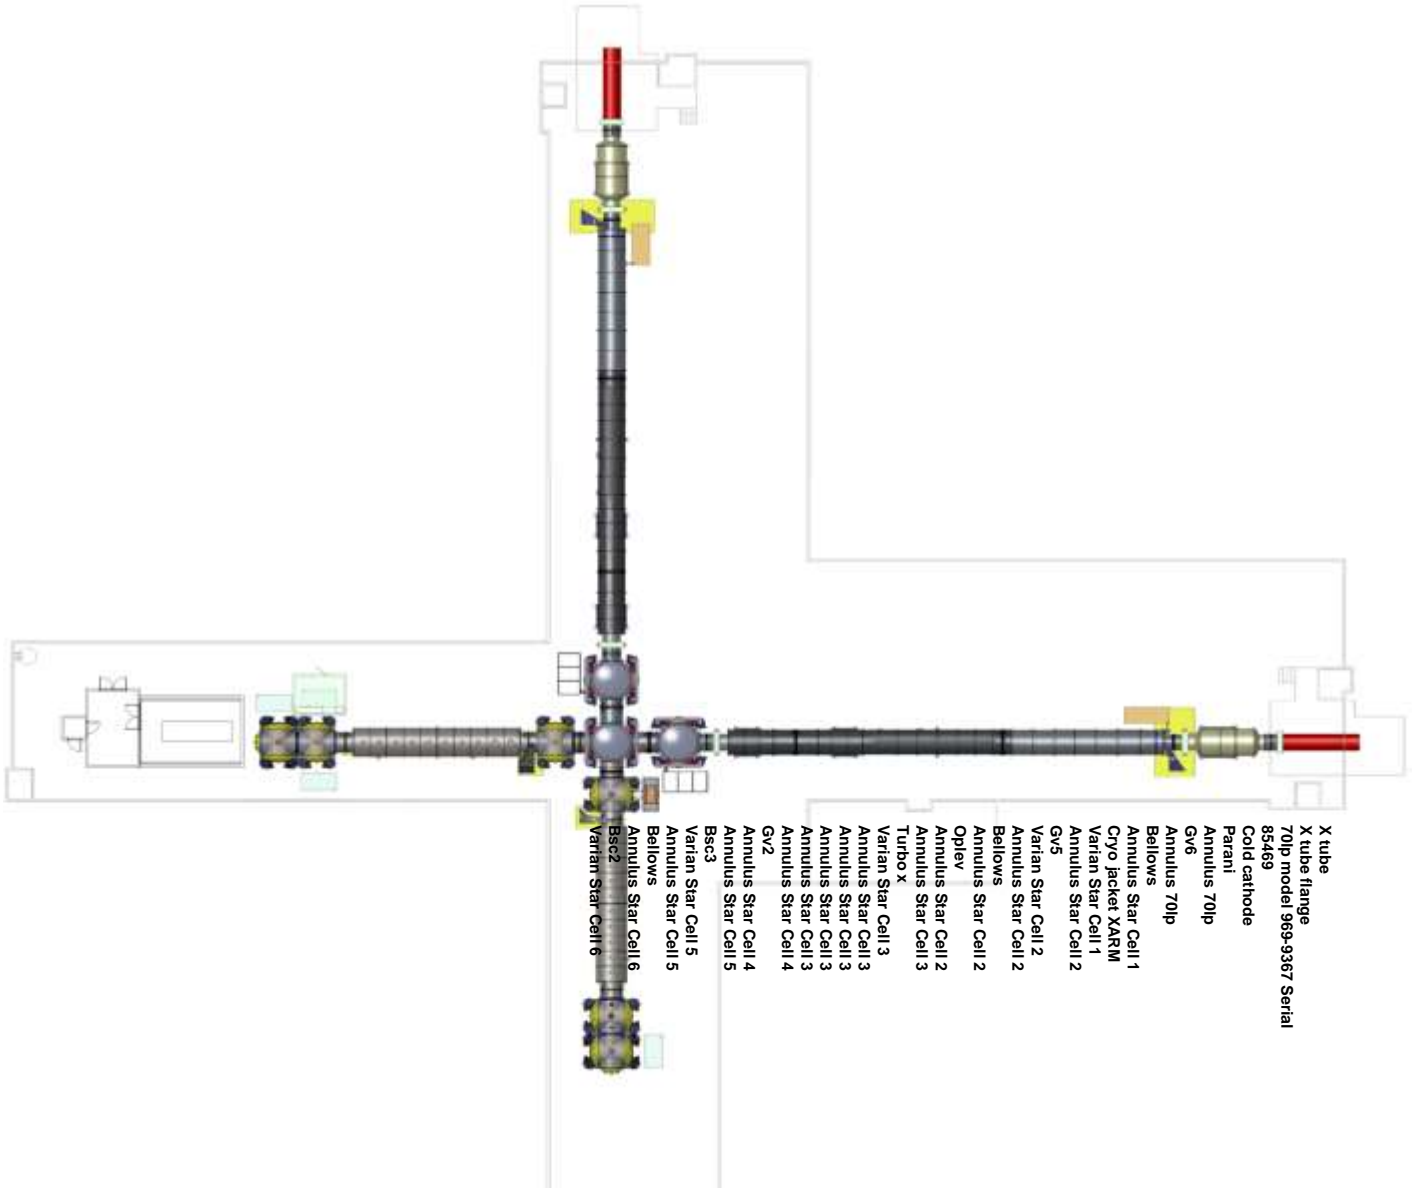 X tube
X tube flange
70lp model 969-9367 Serial
85469
Cold cathode
Parani
Annulus 70lp
Gv6
Annulus 70lp
Bellows
Annulus Star Cell 1
Cryo jacket XARM
Varian Star Cell 1
Annulus Star Cell 2
Gv5
Varian Star Cell 2
Annulus Star Cell 2
Bellows
Annulus Star Cell 2
Oplev
Annulus Star Cell 2
Annulus Star Cell 3
Turbo x
Varian Star Cell 3
Annulus Star Cell 3
Annulus Star Cell 3
Annulus Star Cell 3
Annulus Star Cell 3
Annulus Star Cell 4
Gv2
Annulus Star Cell 4
Annulus Star Cell 5
Bsc3
Varian Star Cell 5
Annulus Star Cell 5
Bellows
Annulus Star Cell 6
Bsc2
Varian Star Cell 6